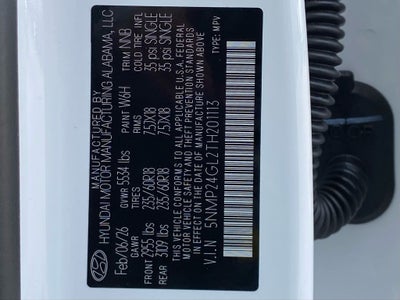 MANUFACTURED BY
HYUNDAI MOTOR MANUFACTURING ALABAMA, LLC
Feb/06/26 GVWR 5534 lbs PAINT W6H TRIM NNB
GAWR TIRES RIMS COLD TIRE INFL
FRONT 2955 lbs 235/60R18 7.5JX18 35 psi SINGLE
REAR 3109 lbs 235/60R18 7.5JX18 35 psi SINGLE
THIS VEHICLE CONFORMS TO ALL APPLICABLE U.S.A. FEDERAL
MOTOR VEHICLE SAFETY AND THEFT PREVENTION STANDARDS
IN EFFECT ON THE DATE OF MANUFACTURE SHOWN ABOVE.
V.I.N 5NMP24GL2TH201113
TYPE: MPV